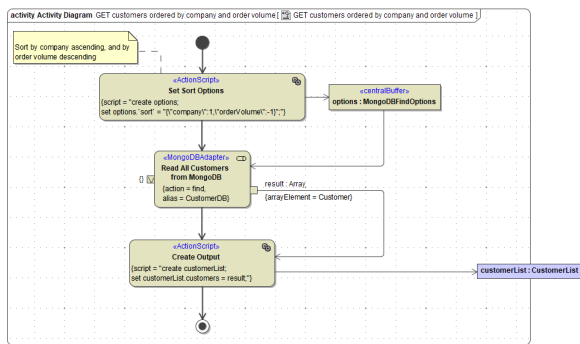 activity Activity Diagram GET customers ordered by company and order volume [ GET customers ordered by company and order volume ]
Sort by company ascending, and by
order volume descending
«ActionScript»
Set Sort Options
{script = "create options;
set options.`sort` = "{\"company\":1,\"orderVolume\":-1}";"}
«centralBuffer»
options : MongoDBFindOptions
«MongoDBAdapter»
Read All Customers
from MongoDB
{action = find,
alias = CustomerDB}
{}
result : Array,
{arrayElement = Customer}
«ActionScript»
Create Output
{script = "create customerList;
set customerList.customers = result;"}
customerList : CustomerList